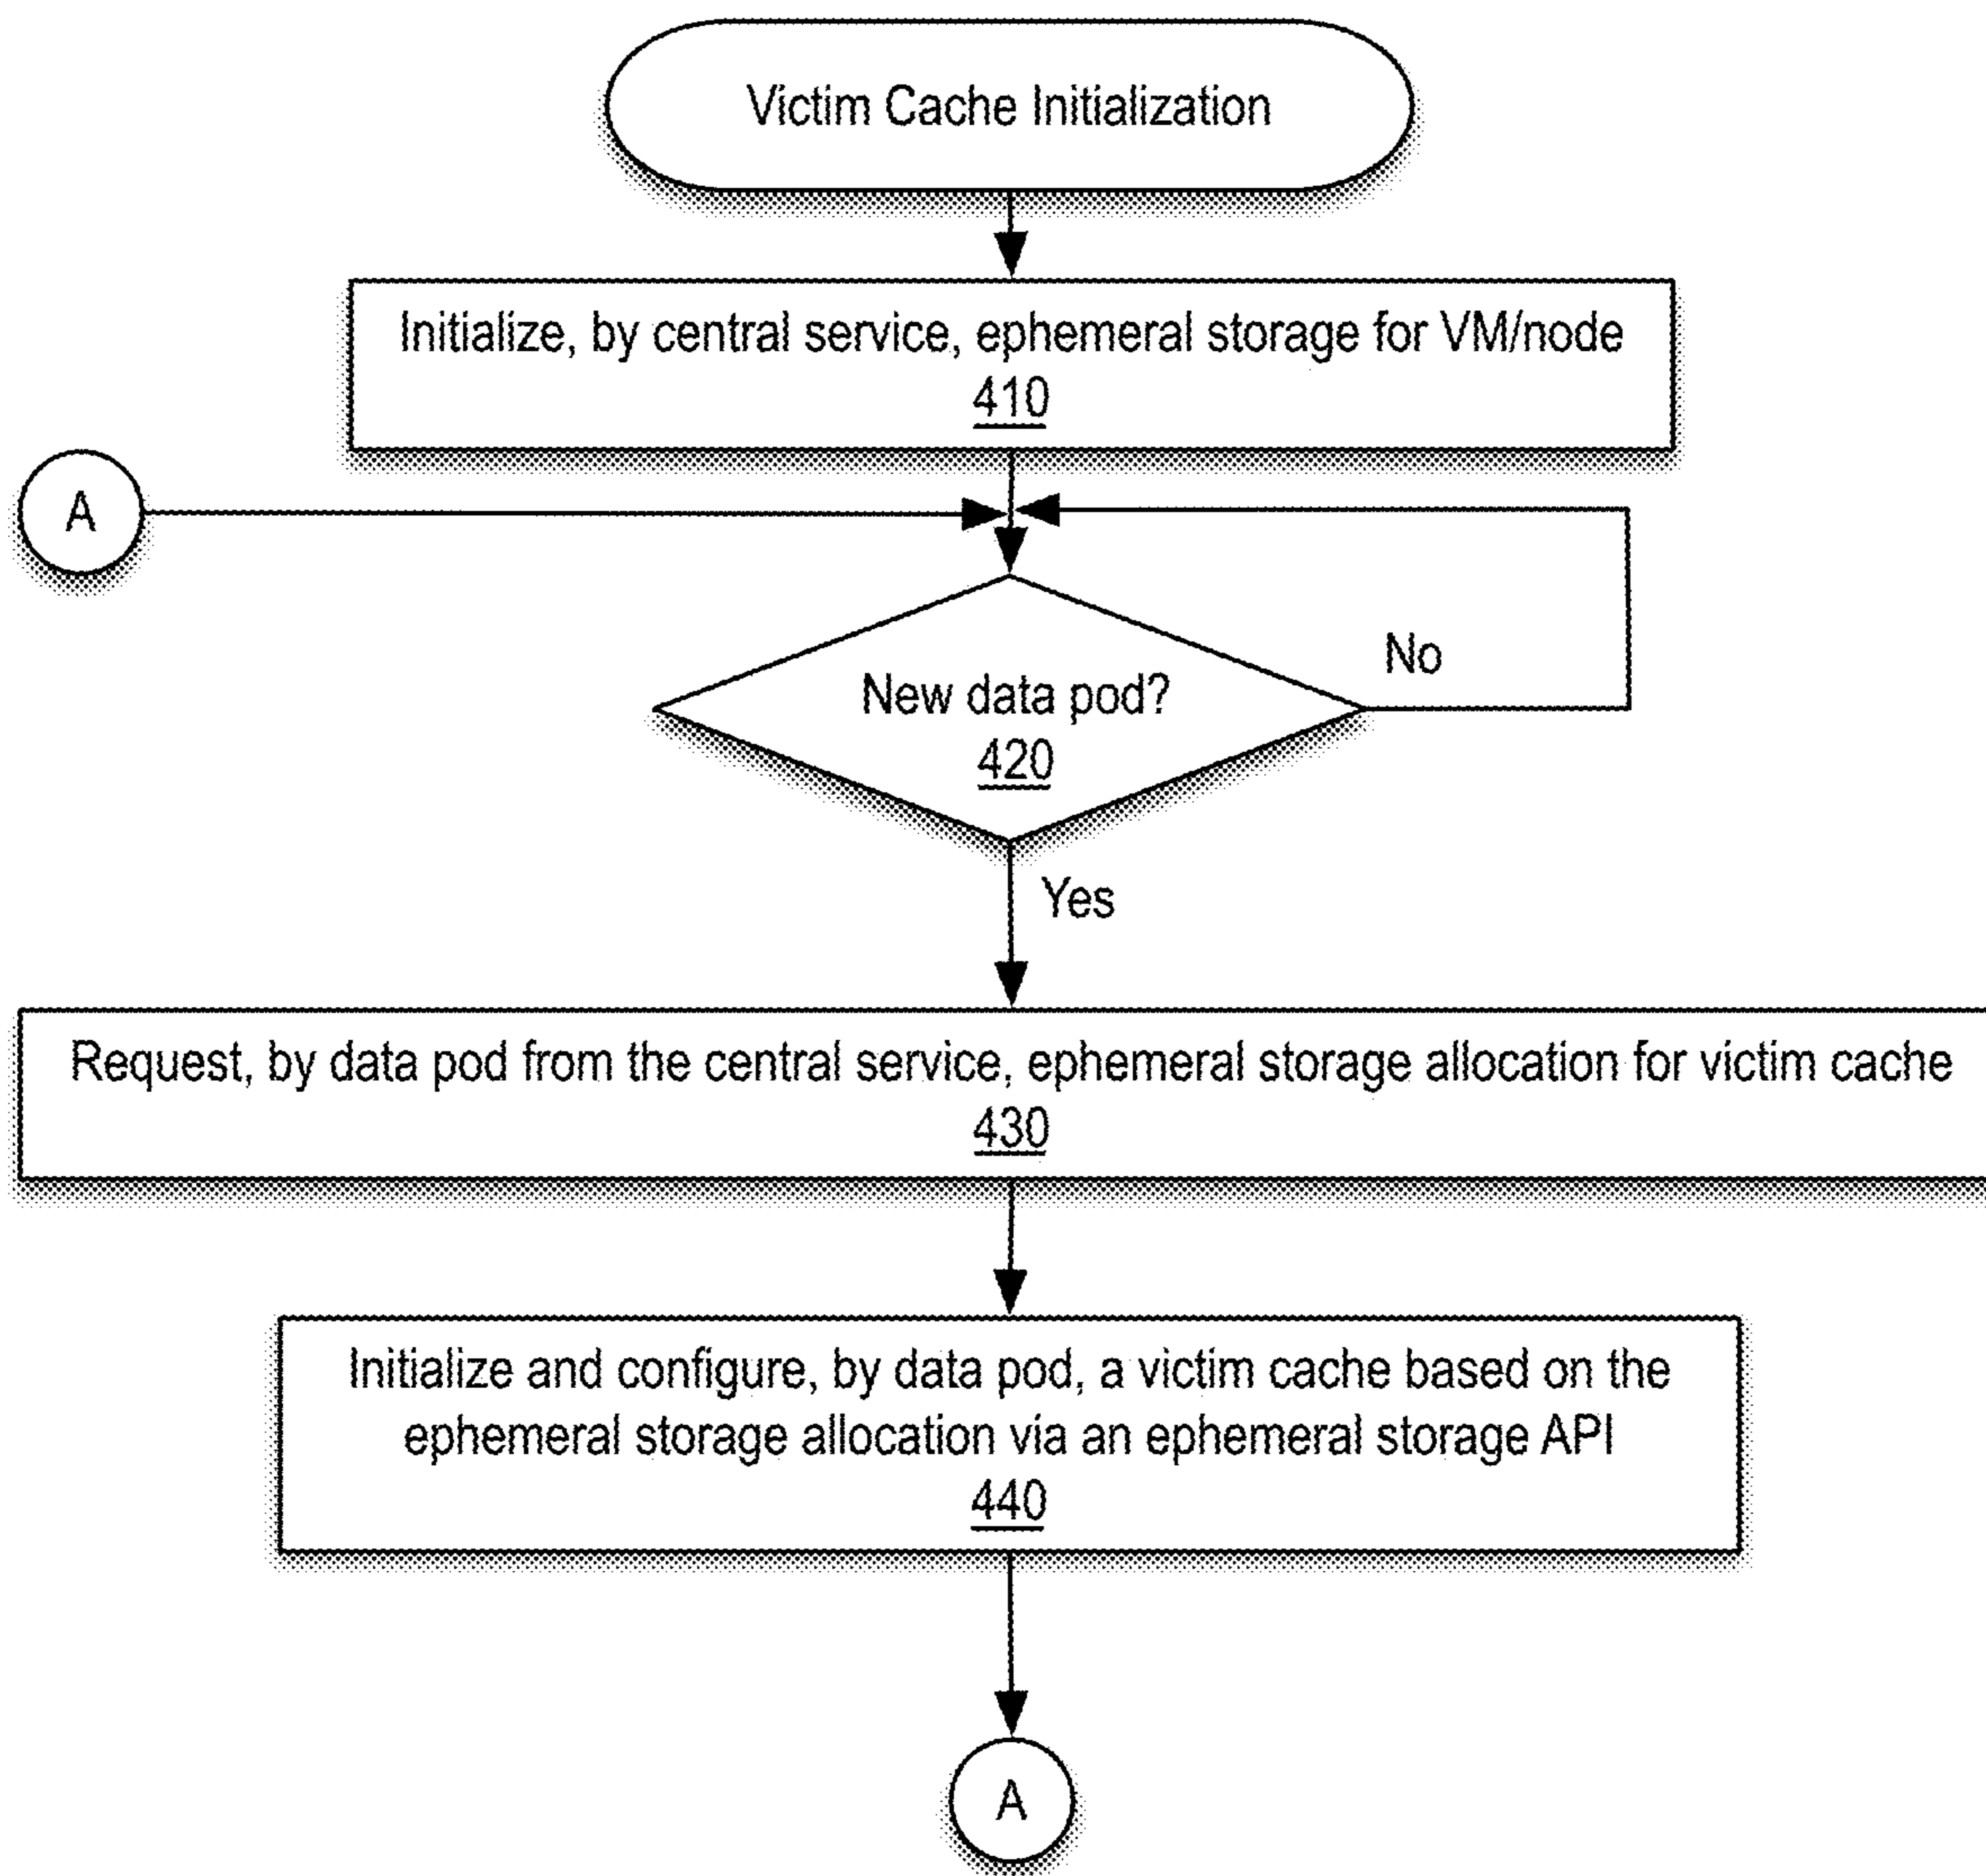 Victim Cache Initialization
Initialize, by central service, ephemeral storage for VM/node
410
A
No
New data pod?
420
Yes
Request, by data pod from the central service, ephemeral storage allocation for victim cache
430
Initialize and configure, by data pod, a victim cache based on the
ephemeral storage allocation via an ephemeral storage API
440
A